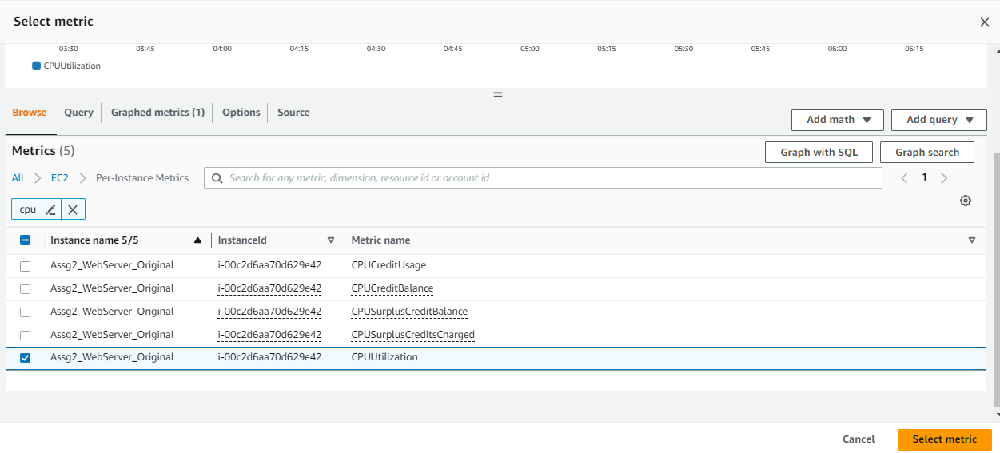 Select metric
03:30 03:45 04:00 04:15 04:30 04:45 05:00 05:15 05:30 05:45 06:00 06:15
CPUUtilization
Browse Query Graphed metrics (1) Options Source
Add math Add query
Metrics (5)
Graph with SQL Graph search
All EC2 Per-Instance Metrics Search for any metric, dimension, resource id or account id 1
cpu
Instance name 5/5 InstanceId Metric name
Assg2_WebServer_Original i-00c2d6aa70d629e42 CPUCreditUsage
Assg2_WebServer_Original i-00c2d6aa70d629e42 CPUCreditBalance
Assg2_WebServer_Original i-00c2d6aa70d629e42 CPUSurplusCreditBalance
Assg2_WebServer_Original i-00c2d6aa70d629e42 CPUSurplusCreditsCharged
Assg2_WebServer_Original i-00c2d6aa70d629e42 CPUUtilization
Cancel Select metric